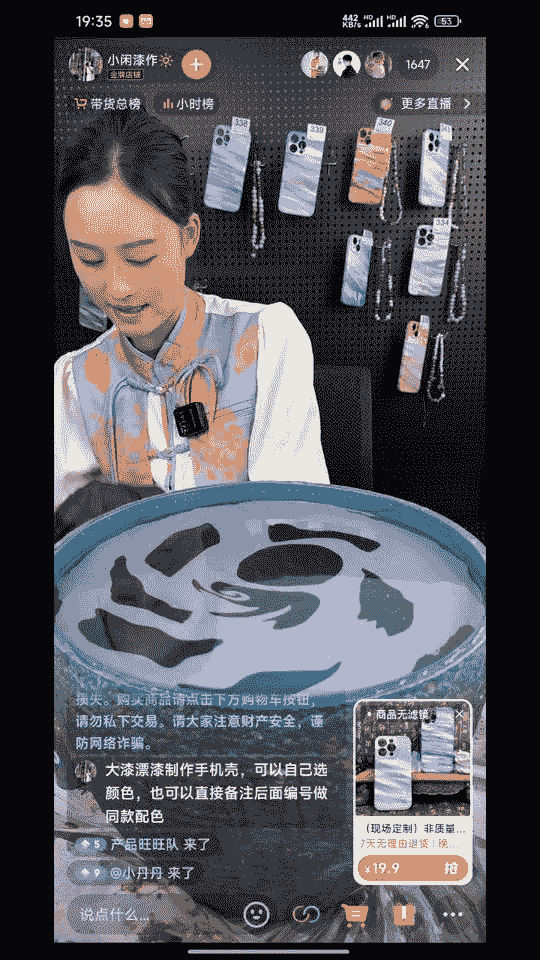 19:35
442 KB/s HD HD 53
小闲漆作
金牌店铺
1647
带货总榜
小时榜
更多直播
338
339
340
334
损失。购买商品请点击下方购物车按钮，
请勿私下交易。请大家注意财产安全，谨
防网络诈骗。
大漆漂漆制作手机壳，可以自己选
颜色，也可以直接备注后面编号做
同款配色
5 产品旺旺队 来了
9 @小丹丹 来了
说点什么...
商品无滤镜
（现场定制）非质量...
7天无理由退货：晚...
¥19.9 抢